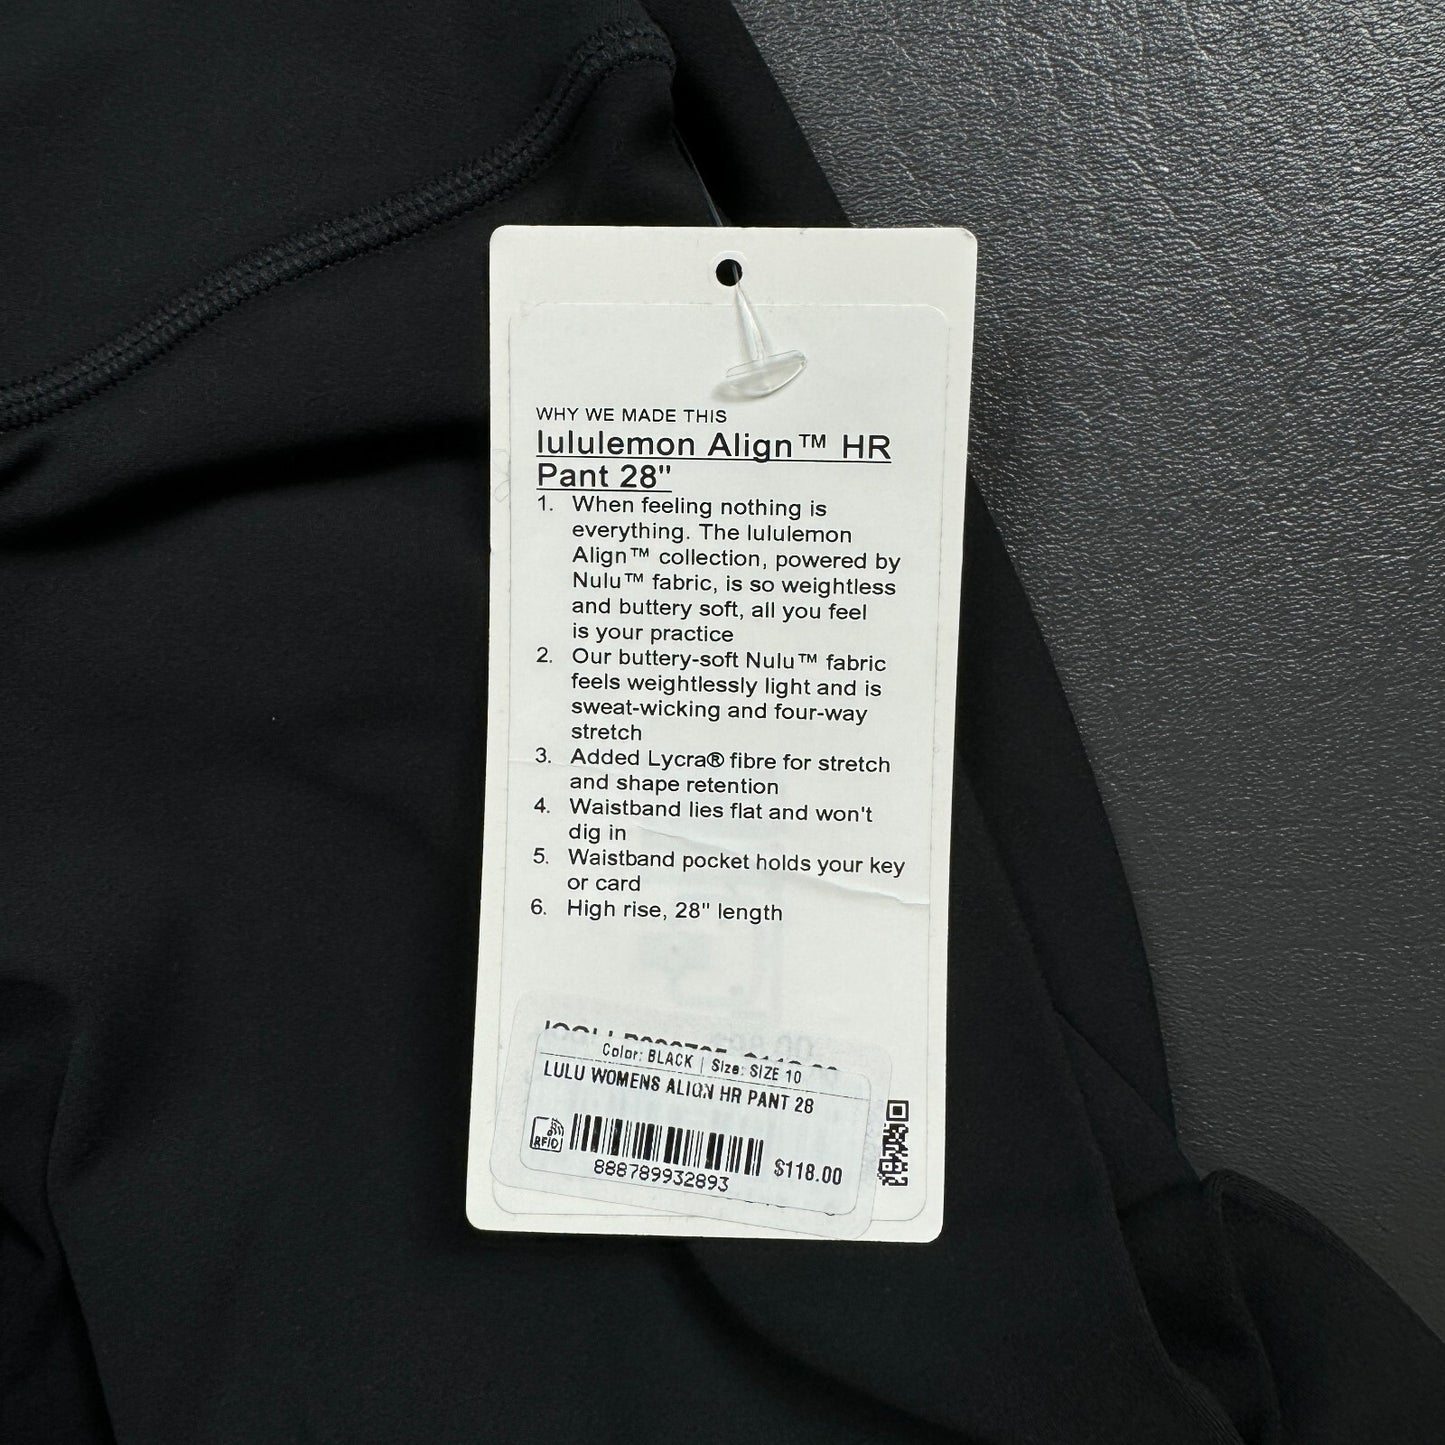 WHY WE MADE THIS
lululemon Align™ HR
Pant 28"
1. When feeling nothing is
everything. The lululemon
Align™ collection, powered by
Nulu™ fabric, is so weightless
and buttery soft, all you feel
is your practice
2. Our buttery-soft Nulu™ fabric
feels weightlessly light and is
sweat-wicking and four-way
stretch
3. Added Lycra® fibre for stretch
and shape retention
4. Waistband lies flat and won't
dig in
5. Waistband pocket holds your key
or card
6. High rise, 28" length
Color: BLACK | Size: SIZE 10
LULU WOMENS ALIGN HR PANT 28
RFID
888789932893
$118.00